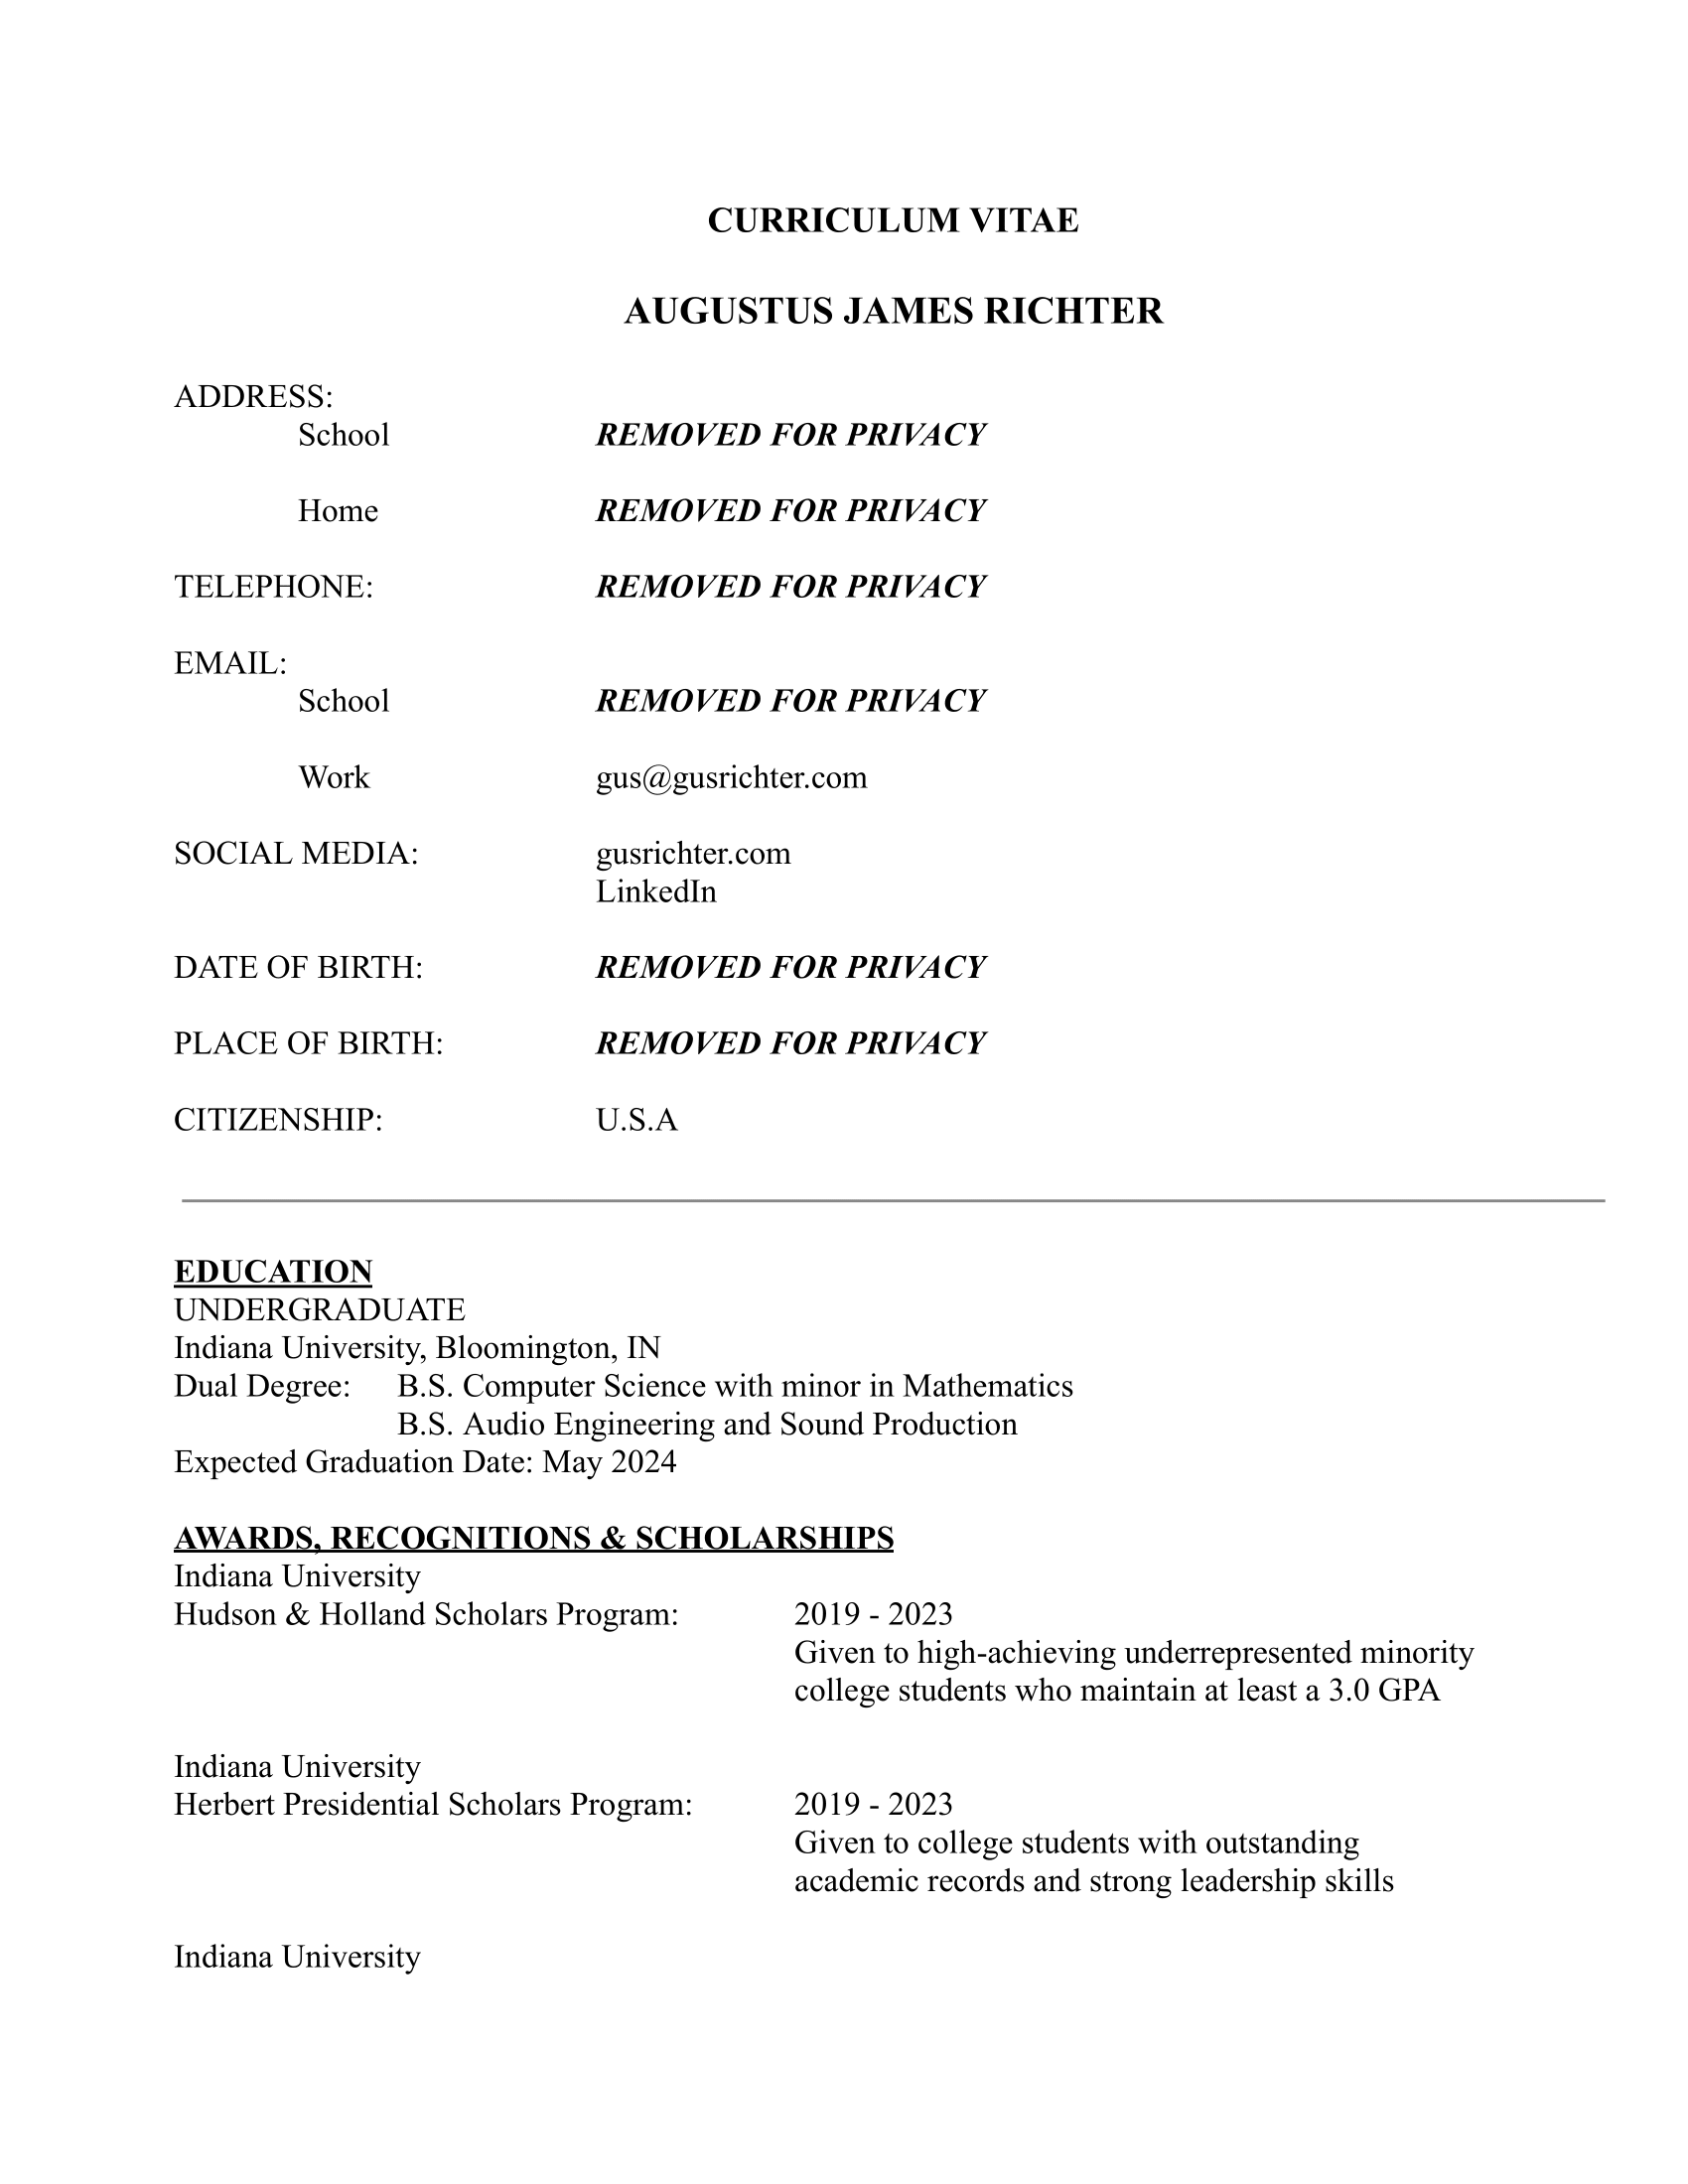 CURRICULUM VITAE
AUGUSTUS JAMES RICHTER
ADDRESS:
School REMOVED FOR PRIVACY
Home REMOVED FOR PRIVACY
TELEPHONE: REMOVED FOR PRIVACY
EMAIL:
School REMOVED FOR PRIVACY
Work gus@gusrichter.com
SOCIAL MEDIA: gusrichter.com
LinkedIn
DATE OF BIRTH: REMOVED FOR PRIVACY
PLACE OF BIRTH: REMOVED FOR PRIVACY
CITIZENSHIP: U.S.A
EDUCATION
UNDERGRADUATE
Indiana University, Bloomington, IN
Dual Degree: B.S. Computer Science with minor in Mathematics
B.S. Audio Engineering and Sound Production
Expected Graduation Date: May 2024
AWARDS, RECOGNITIONS & SCHOLARSHIPS
Indiana University
Hudson & Holland Scholars Program: 2019 - 2023
Given to high-achieving underrepresented minority
college students who maintain at least a 3.0 GPA
Indiana University
Herbert Presidential Scholars Program: 2019 - 2023
Given to college students with outstanding
academic records and strong leadership skills
Indiana University